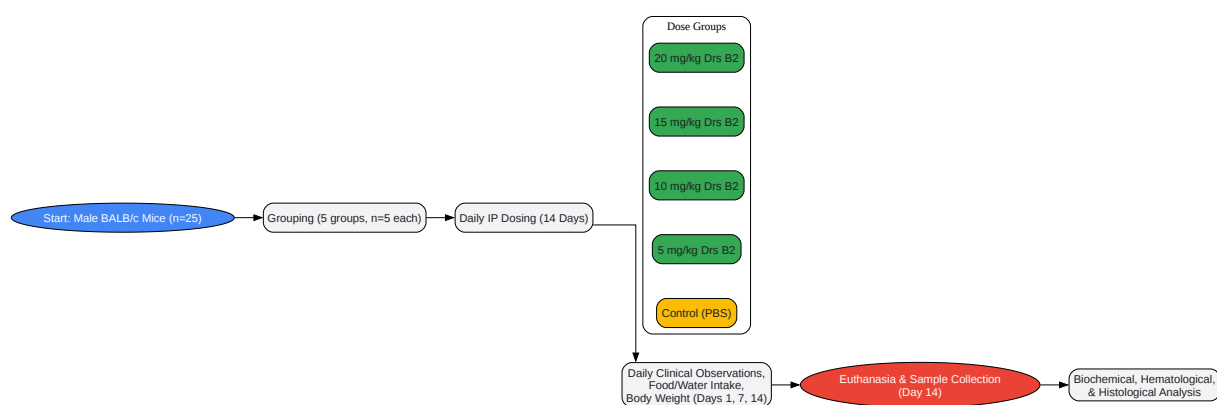 Start: Male BALB/c Mice (n=25)
Grouping (5 groups, n=5 each)
Daily IP Dosing (14 Days)
Dose Groups
20 mg/kg Drs B2
15 mg/kg Drs B2
10 mg/kg Drs B2
5 mg/kg Drs B2
Control (PBS)
Daily Clinical Observations,
Food/Water Intake,
Body Weight (Days 1, 7, 14)
Euthanasia & Sample Collection
(Day 14)
Biochemical, Hematological,
& Histological Analysis